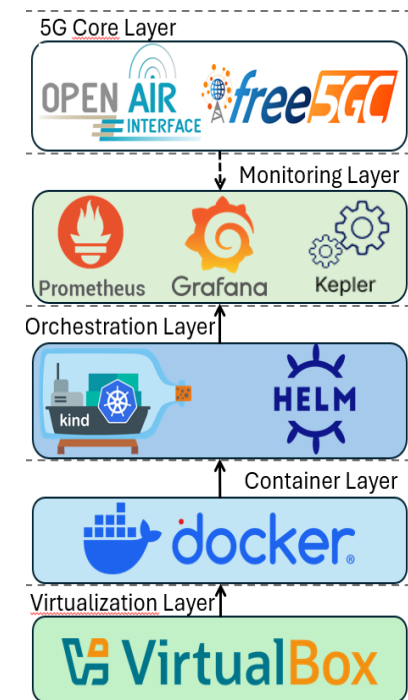 5G Core Layer
OPEN AIR
INTERFACE
free5GC
Monitoring Layer
Prometheus
Grafana
Kepler
Orchestration Layer
kind
HELM
Container Layer
docker®
Virtualization Layer
VirtualBox